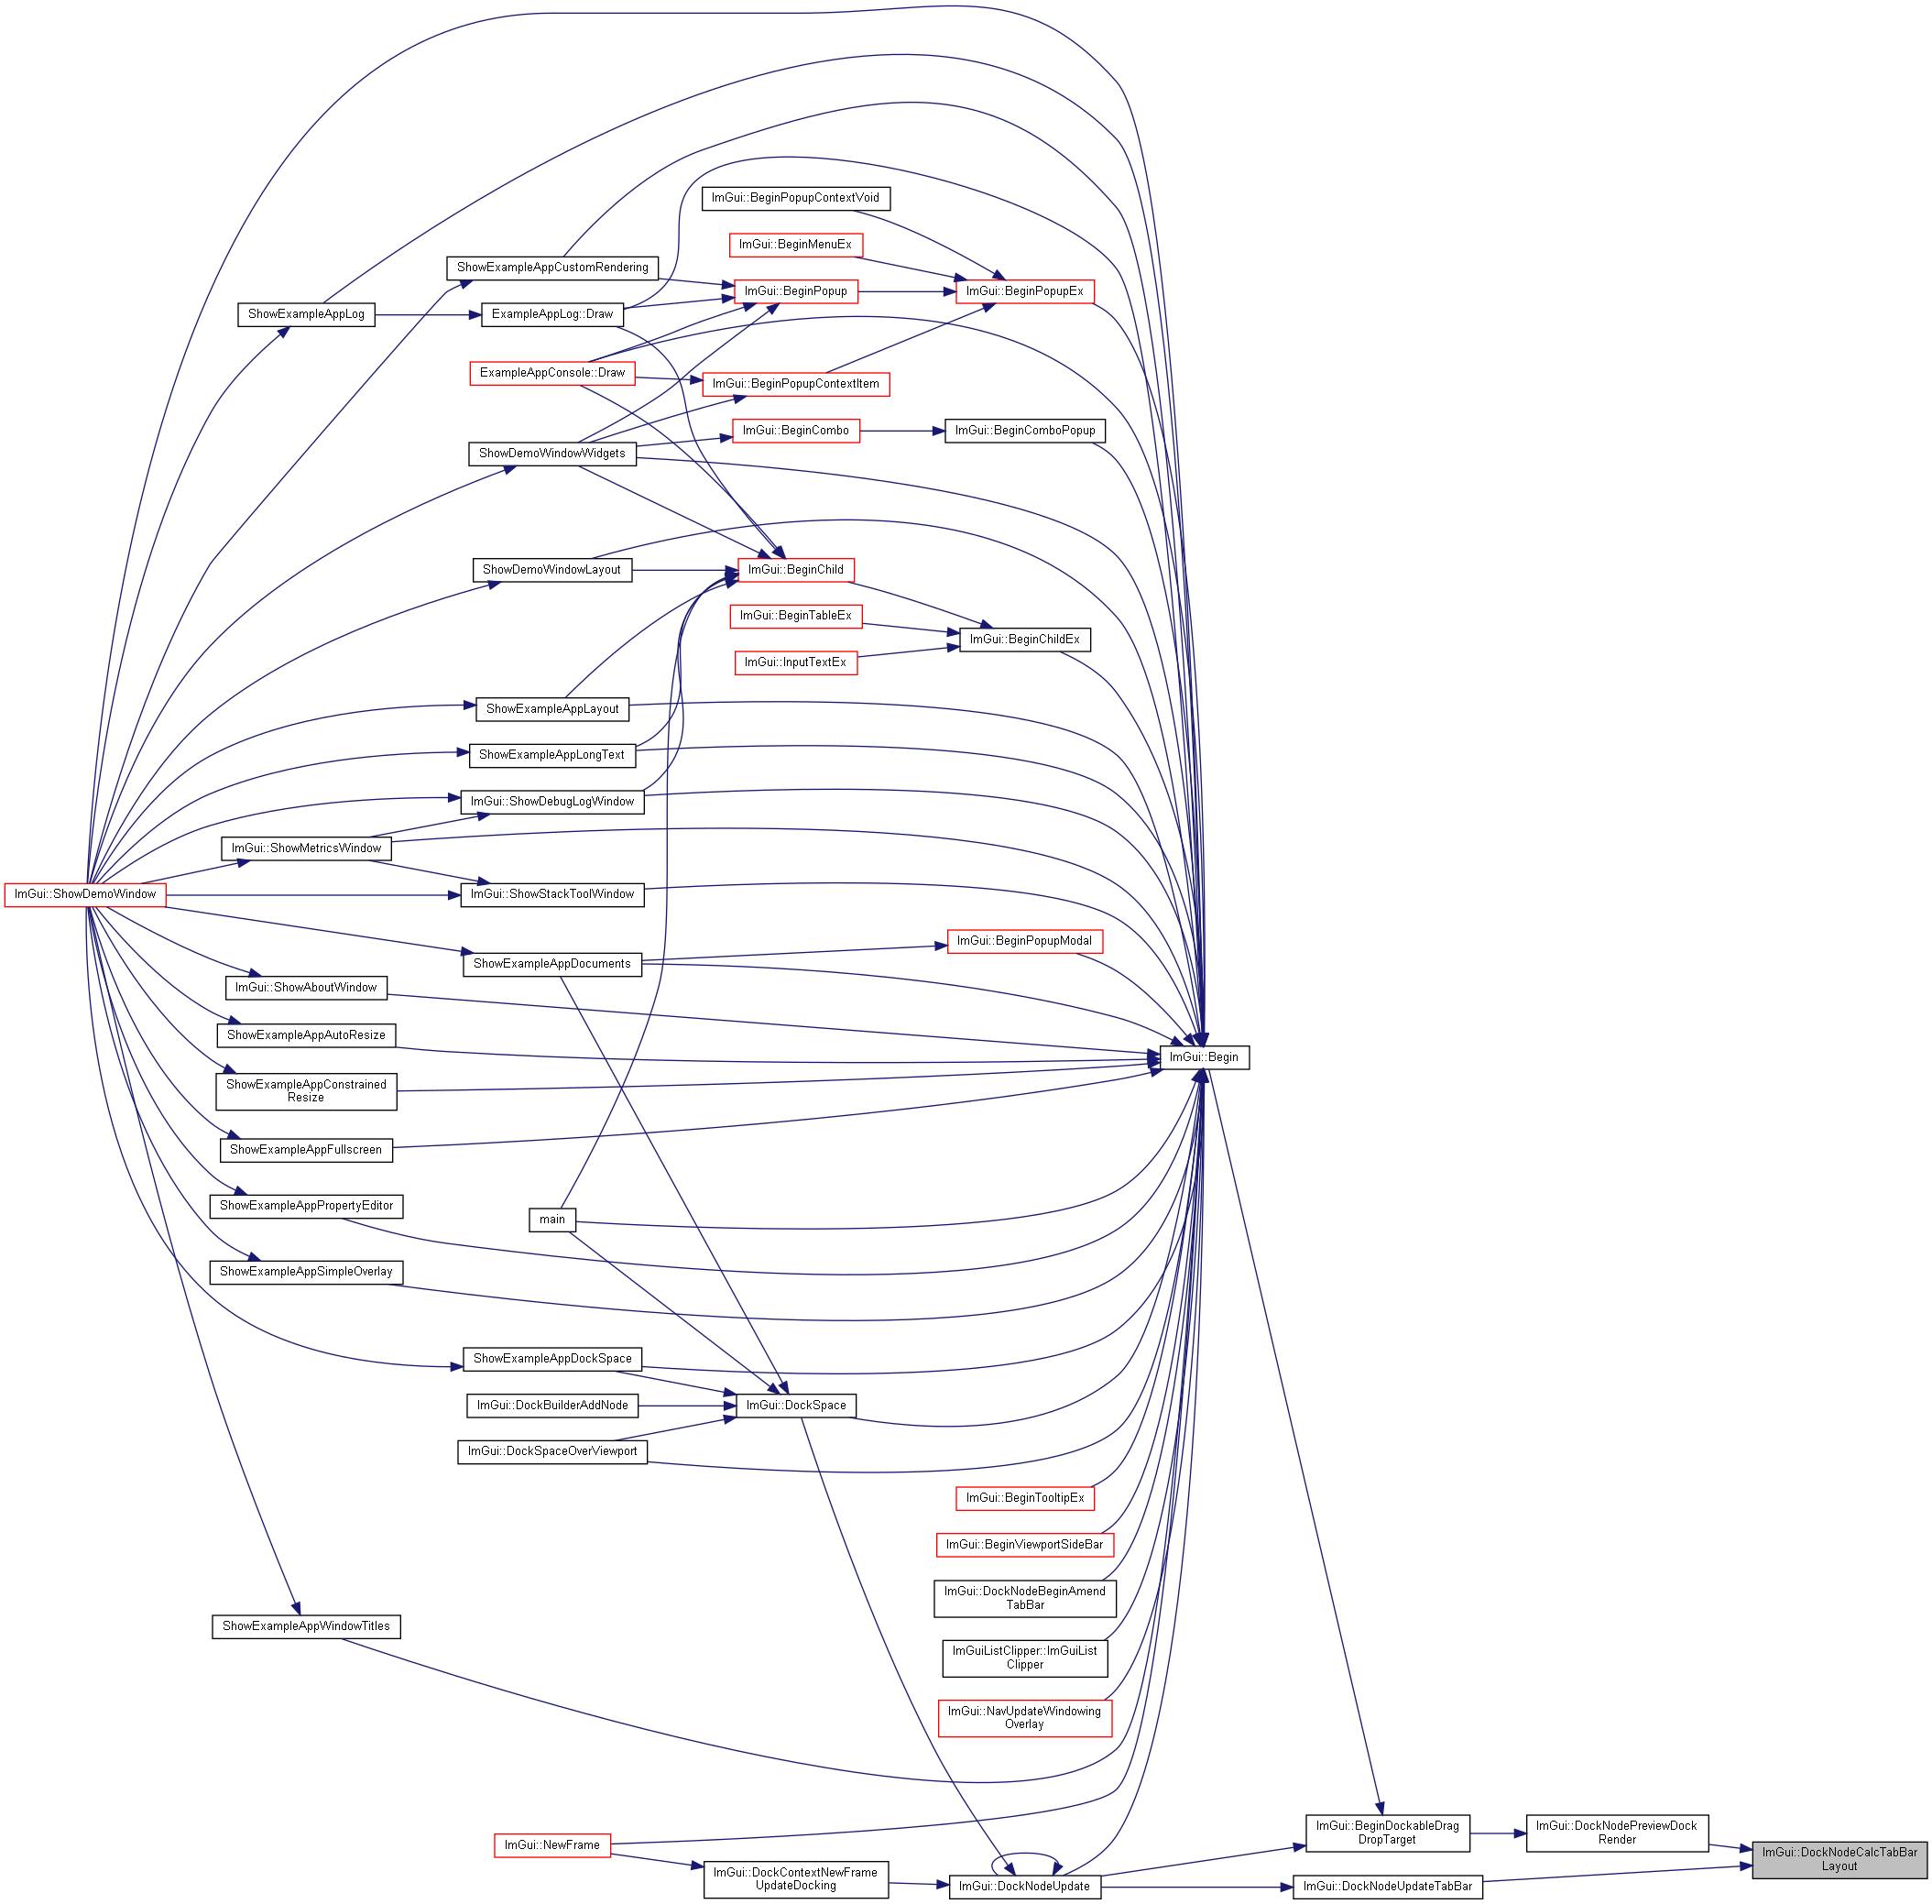 ImGui::BeginPopupContextVoid
ImGui::BeginMenuEx
ShowExampleAppCustomRendering
ImGui::BeginPopup
ImGui::BeginPopupEx
ShowExampleAppLog
ExampleAppLog::Draw
ExampleAppConsole::Draw
ImGui::BeginPopupContextItem
ImGui::BeginCombo
ImGui::BeginComboPopup
ShowDemoWindowWidgets
ShowDemoWindowLayout
ImGui::BeginChild
ImGui::BeginTableEx
ImGui::BeginChildEx
ImGui::InputTextEx
ShowExampleAppLayout
ShowExampleAppLongText
ImGui::ShowDebugLogWindow
ImGui::ShowMetricsWindow
ImGui::ShowDemoWindow
ImGui::ShowStackToolWindow
ImGui::BeginPopupModal
ShowExampleAppDocuments
ImGui::ShowAboutWindow
ShowExampleAppAutoResize
ImGui::Begin
ShowExampleAppConstrained
Resize
ShowExampleAppFullscreen
ShowExampleAppPropertyEditor
main
ShowExampleAppSimpleOverlay
ShowExampleAppDockSpace
ImGui::DockBuilderAddNode
ImGui::DockSpace
ImGui::DockSpaceOverViewport
ImGui::BeginTooltipEx
ImGui::BeginViewportSideBar
ImGui::DockNodeBeginAmend
TabBar
ShowExampleAppWindowTitles
ImGuiListClipper::ImGuiList
Clipper
ImGui::NavUpdateWindowing
Overlay
ImGui::NewFrame
ImGui::BeginDockableDrag
DropTarget
ImGui::DockNodePreviewDock
Render
ImGui::DockNodeCalcTabBar
Layout
ImGui::DockContextNewFrame
UpdateDocking
ImGui::DockNodeUpdate
ImGui::DockNodeUpdateTabBar